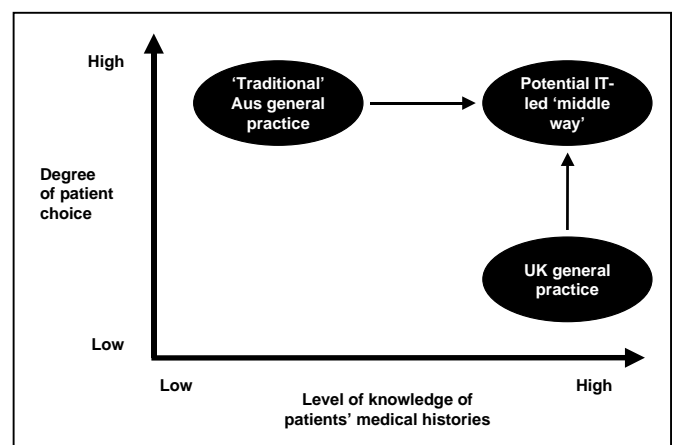 High
'Traditional'
Aus general
practice
Potential IT-
led 'middle
way'
Degree
of patient
choice
UK general
practice
Low
Low
High
Level of knowledge of
patients' medical histories